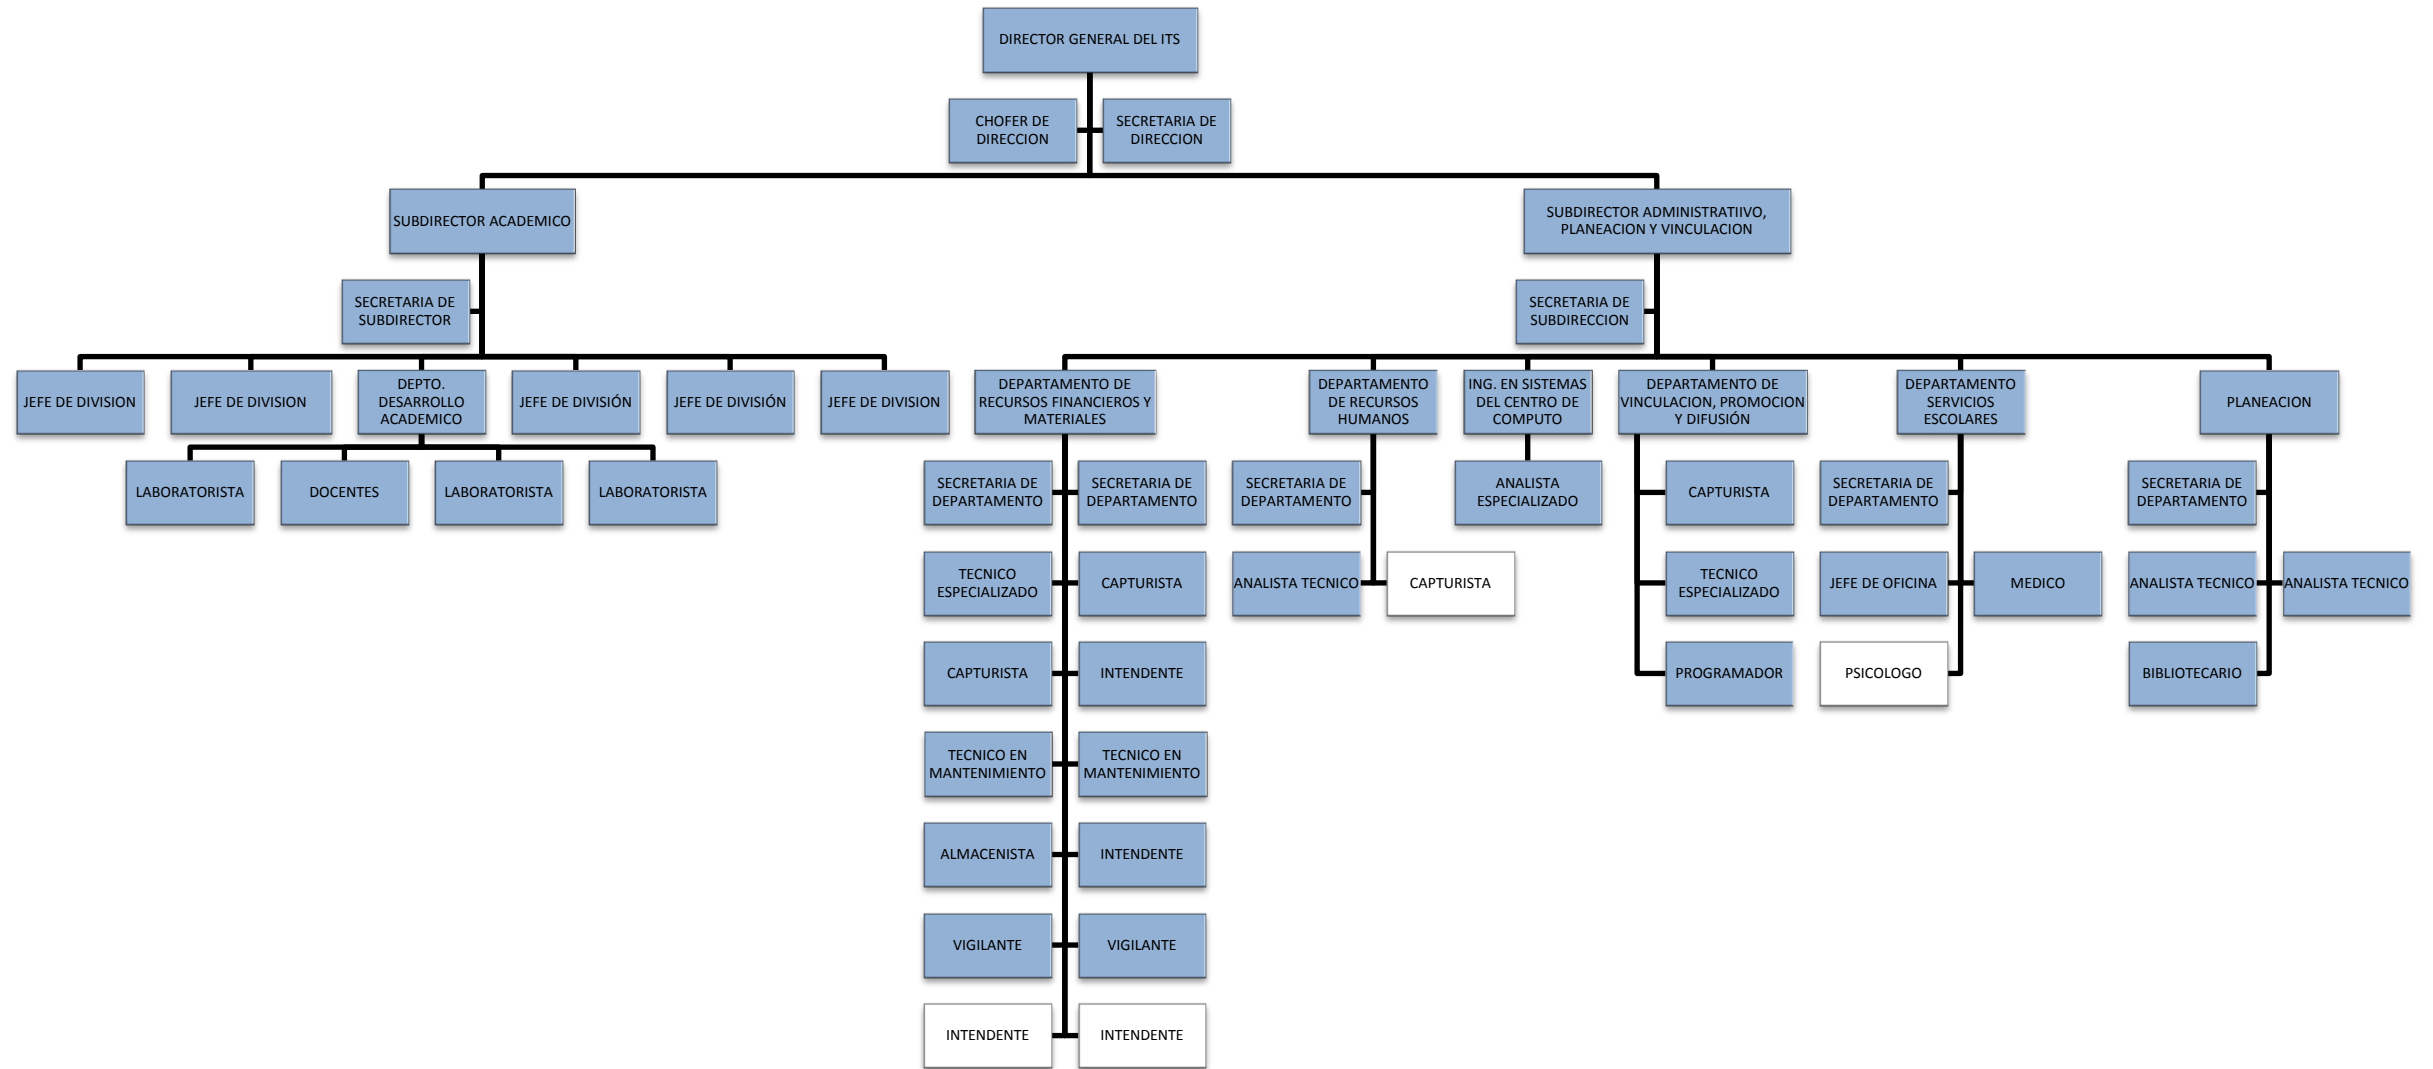 DIRECTOR GENERAL DEL ITS
CHOFER DE
DIRECCION
SECRETARIA DE
DIRECCION
SUBDIRECTOR ACADEMICO
SUBDIRECTOR ADMINISTRATIIVO,
PLANEACION Y VINCULACION
SECRETARIA DE
SUBDIRECTOR
SECRETARIA DE
SUBDIRECCION
JEFE DE DIVISION
JEFE DE DIVISION
DEPTO.
DESARROLLO
ACADEMICO
JEFE DE DIVISIÓN
JEFE DE DIVISIÓN
JEFE DE DIVISION
DEPARTAMENTO DE
RECURSOS FINANCIEROS Y
MATERIALES
DEPARTAMENTO
DE RECURSOS
HUMANOS
ING. EN SISTEMAS
DEL CENTRO DE
COMPUTO
DEPARTAMENTO DE
VINCULACION, PROMOCION
Y DIFUSIÓN
DEPARTAMENTO
SERVICIOS
ESCOLARES
PLANEACION
LABORATORISTA
DOCENTES
LABORATORISTA
LABORATORISTA
SECRETARIA DE
DEPARTAMENTO
SECRETARIA DE
DEPARTAMENTO
SECRETARIA DE
DEPARTAMENTO
ANALISTA
ESPECIALIZADO
CAPTURISTA
SECRETARIA DE
DEPARTAMENTO
SECRETARIA DE
DEPARTAMENTO
TECNICO
ESPECIALIZADO
CAPTURISTA
ANALISTA TECNICO
CAPTURISTA
TECNICO
ESPECIALIZADO
JEFE DE OFICINA
MEDICO
ANALISTA TECNICO
ANALISTA TECNICO
CAPTURISTA
INTENDENTE
PROGRAMADOR
PSICOLOGO
BIBLIOTECARIO
TECNICO EN
MANTENIMIENTO
TECNICO EN
MANTENIMIENTO
ALMACENISTA
INTENDENTE
VIGILANTE
VIGILANTE
INTENDENTE
INTENDENTE